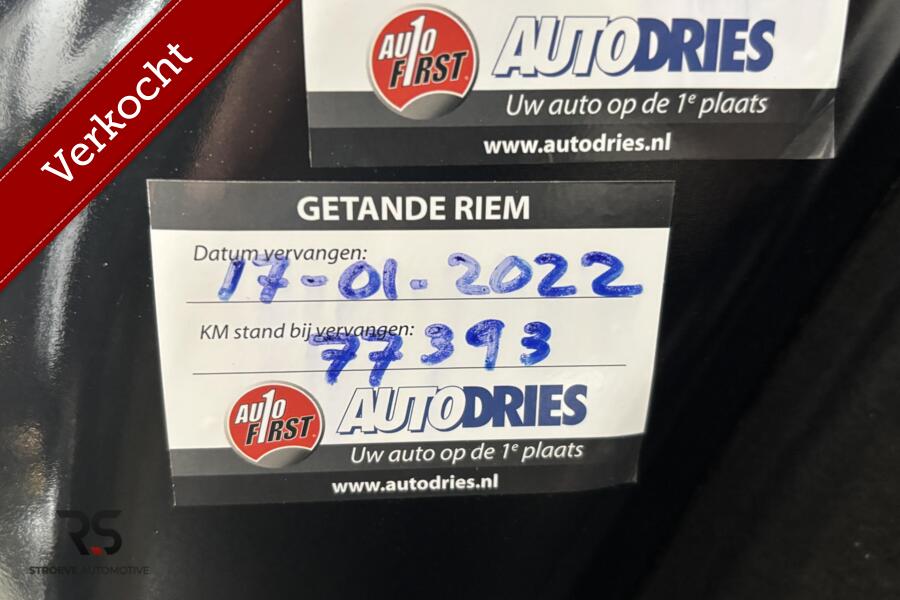 Verkocht
AUTO FIRST
AUTODRIES
Uw auto op de 1e plaats
www.autodries.nl
GETANDE RIEM
Datum vervangen:
17-01-2022
KM stand bij vervangen:
77393
AUTO FIRST
AUTODRIES
Uw auto op de 1e plaats
www.autodries.nl
RS
STROEVE AUTOMOTIVE